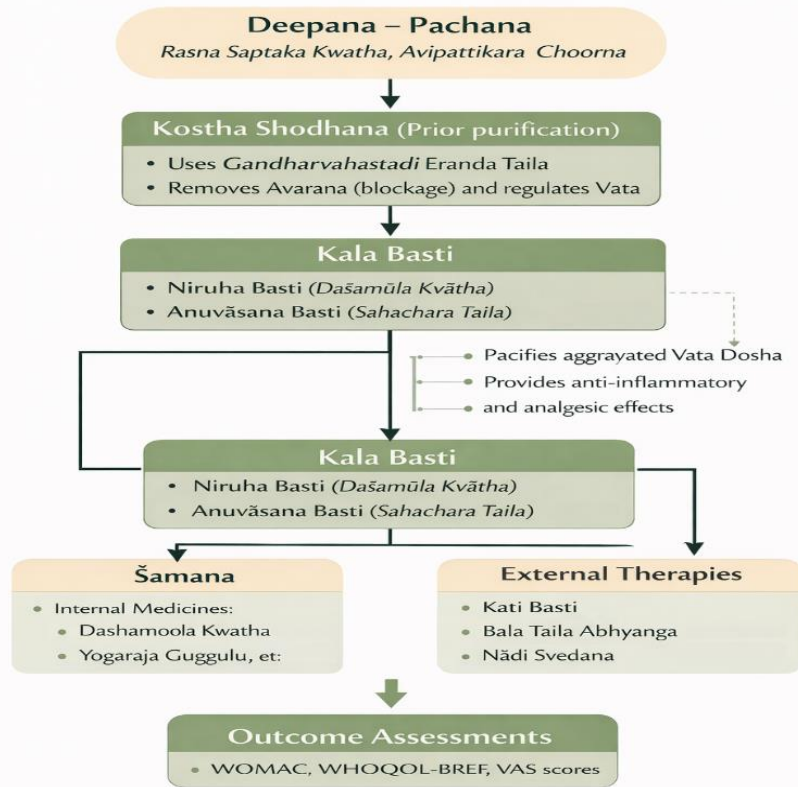 Deepana – Pachana
Rasna Saptaka Kwatha, Avipattikara Choorna
Kostha Shodhana (Prior purification)
• Uses Gandharvahastadi Eranda Taila
• Removes Avarana (blockage) and regulates Vata
Kala Basti
• Niruha Basti (Dašamūla Kvātha)
• Anuvāsana Basti (Sahachara Taila)
• Pacifies aggrayated Vata Dosha
• Provides anti-inflammatory
• and analgesic effects
Kala Basti
• Niruha Basti (Dašamūla Kvātha)
• Anuvāsana Basti (Sahachara Taila)
Šamana
• Internal Medicines:
• Dashamoola Kwatha
• Yogaraja Guggulu, et:
External Therapies
• Kati Basti
• Bala Taila Abhyanga
• Nādi Svedana
Outcome Assessments
• WOMAC, WHOQOL-BREF, VAS scores